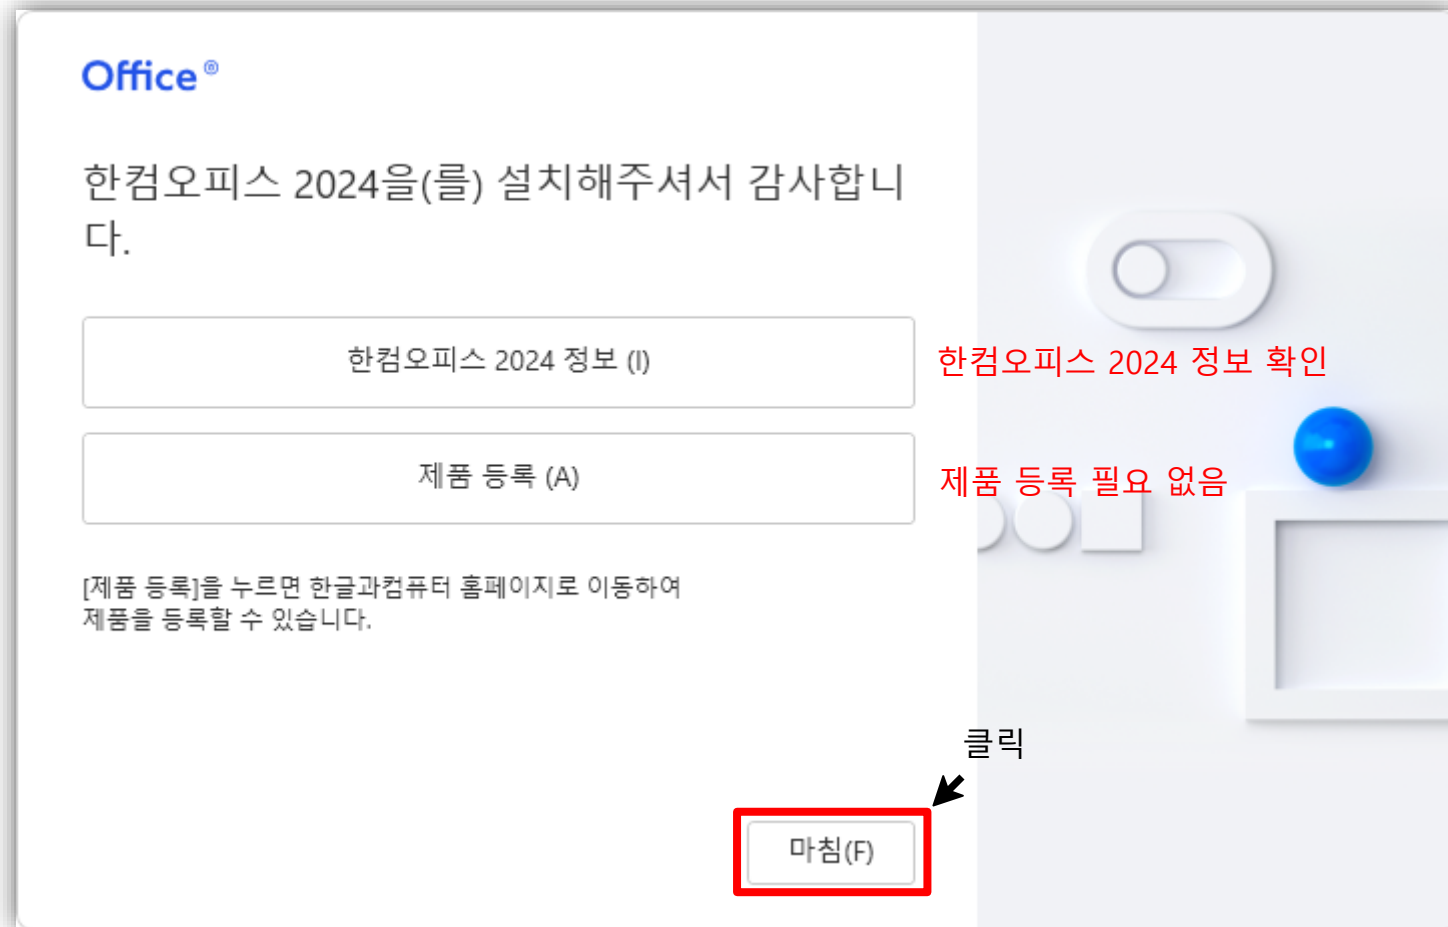 Office®
한컴오피스 2024을(를) 설치해주셔서 감사합니
다.
한컴오피스 2024 정보 (I)
한컴오피스 2024 정보 확인
제품 등록 (A)
제품 등록 필요 없음
[제품 등록]을 누르면 한글과컴퓨터 홈페이지로 이동하여
제품을 등록할 수 있습니다.
클릭
마침(F)